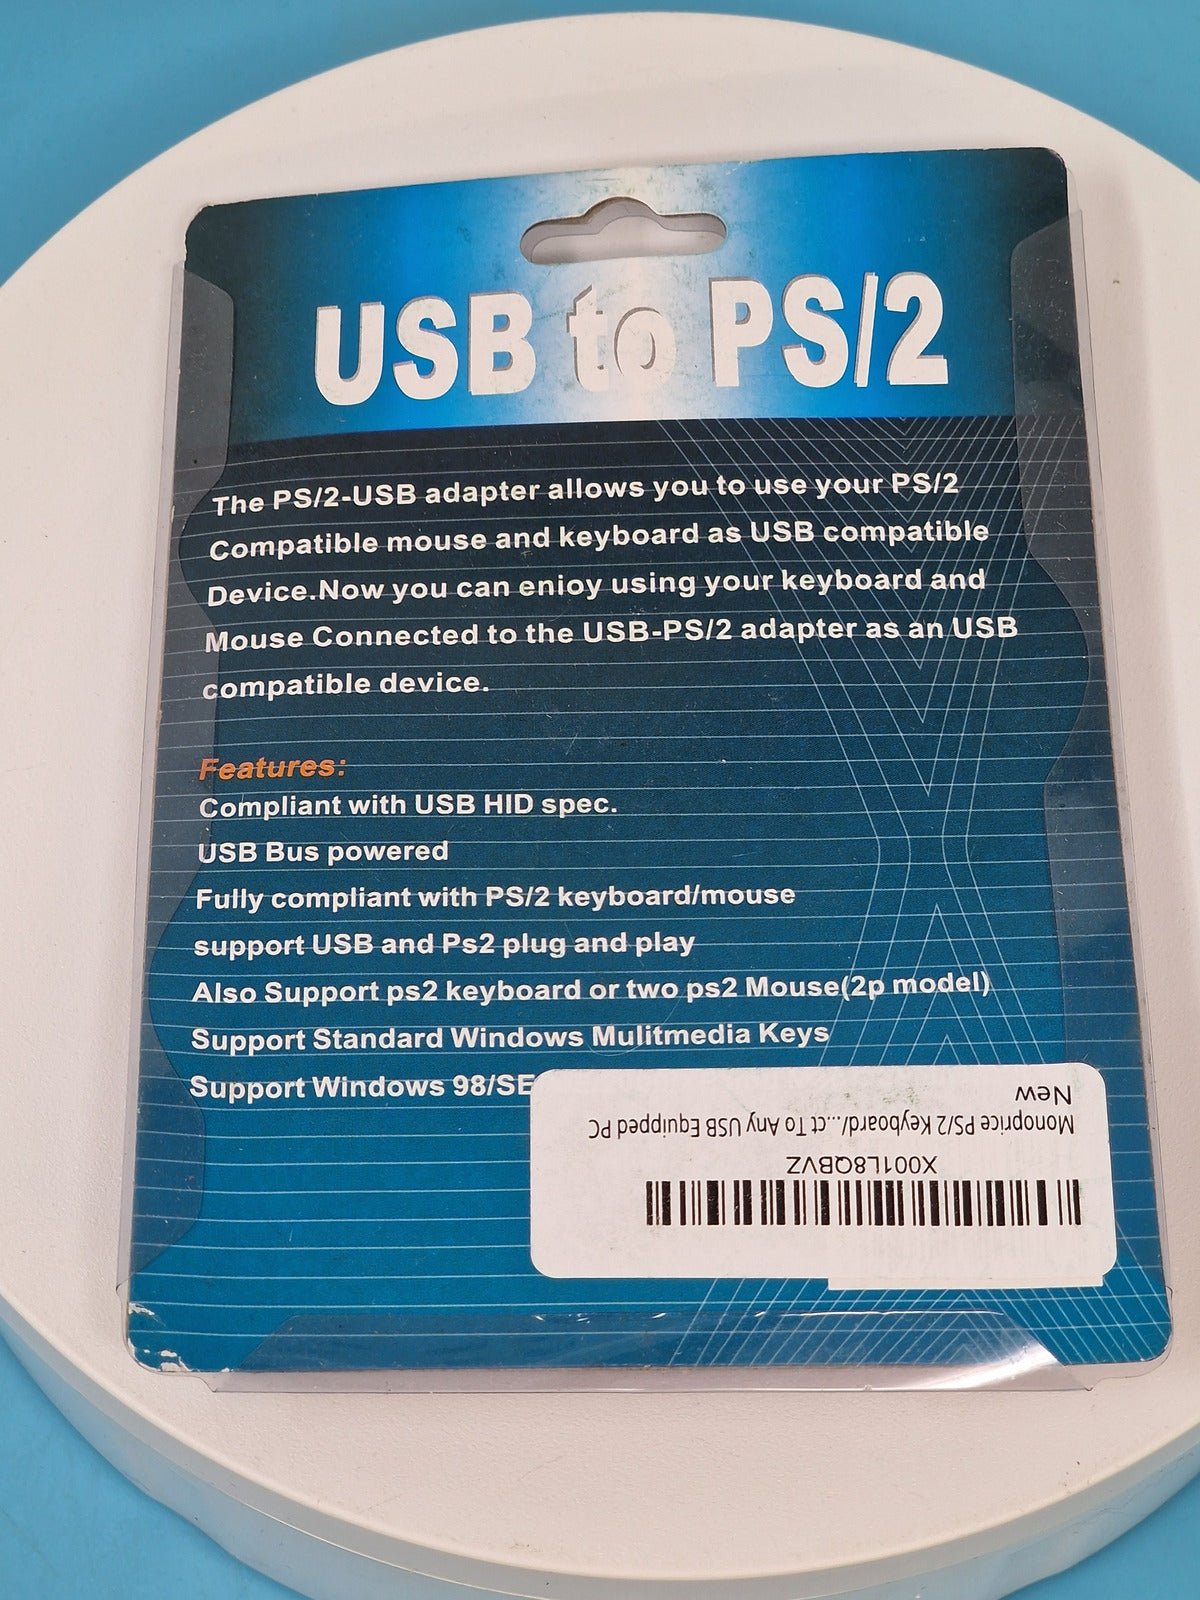 USB to PS/2
The PS/2-USB adapter allows you to use your PS/2
Compatible mouse and keyboard as USB compatible
Device.Now you can enioy using your keyboard and
Mouse Connected to the USB-PS/2 adapter as an USB
compatible device.
Features:
Compliant with USB HID spec.
USB Bus powered
Fully compliant with PS/2 keyboard/mouse
support USB and Ps2 plug and play
Also Support ps2 keyboard or two ps2 Mouse(2p model)
Support Standard Windows Mulitmedia Keys
Support Windows 98/SE
X001L8QBVZ
Monoprice PS/2 Keyboard/...ct To Any USB Equipped PC
New